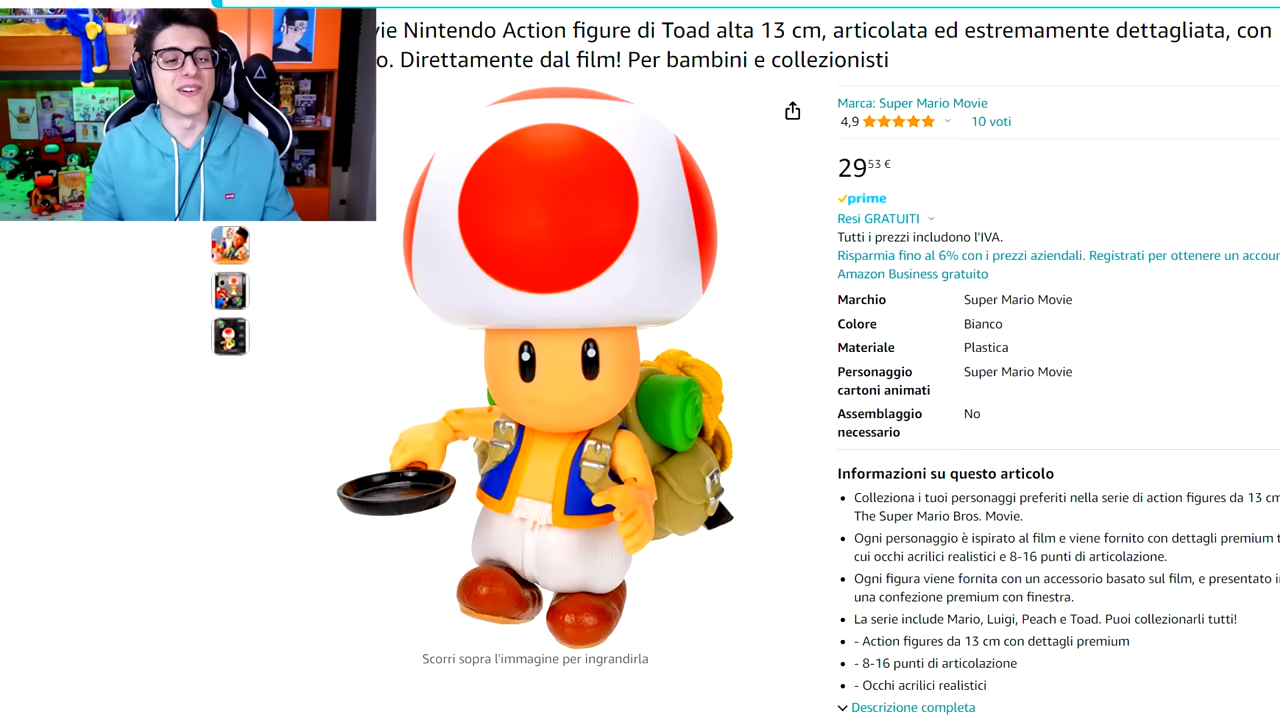 vie Nintendo Action figure di Toad alta 13 cm, articolata ed estremamente dettagliata, con
o. Direttamente dal film! Per bambini e collezionisti
Marca: Super Mario Movie
4,9
10 voti
29 53 €
prime
Resi GRATUITI
Tutti i prezzi includono l'IVA.
Risparmia fino al 6% con i prezzi aziendali. Registrati per ottenere un accoun
Amazon Business gratuito
Marchio Super Mario Movie
Colore Bianco
Materiale Plastica
Personaggio Super Mario Movie
cartoni animati
Assemblaggio No
necessario
Informazioni su questo articolo
• Colleziona i tuoi personaggi preferiti nella serie di action figures da 13 cm
The Super Mario Bros. Movie.
• Ogni personaggio è ispirato al film e viene fornito con dettagli premium t
cui occhi acrilici realistici e 8-16 punti di articolazione.
• Ogni figura viene fornita con un accessorio basato sul film, e presentato i
una confezione premium con finestra.
• La serie include Mario, Luigi, Peach e Toad. Puoi collezionarli tutti!
• - Action figures da 13 cm con dettagli premium
• - 8-16 punti di articolazione
• - Occhi acrilici realistici
Descrizione completa
Scorri sopra l'immagine per ingrandirla